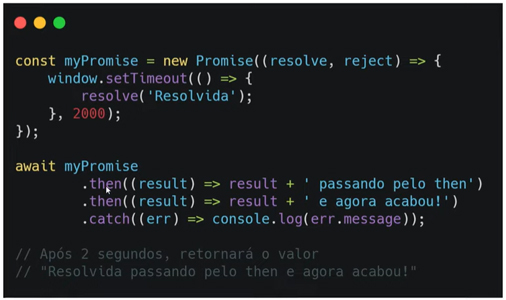 const myPromise = new Promise((resolve, reject) => {
    window.setTimeout(() => {
        resolve('Resolvida');
    }, 2000);
});

await myPromise
        .then((result) => result + ' passando pelo then')
        .then((result) => result + ' e agora acabou!')
        .catch((err) => console.log(err.message));

// Após 2 segundos, retornará o valor
// "Resolvida passando pelo then e agora acabou!"